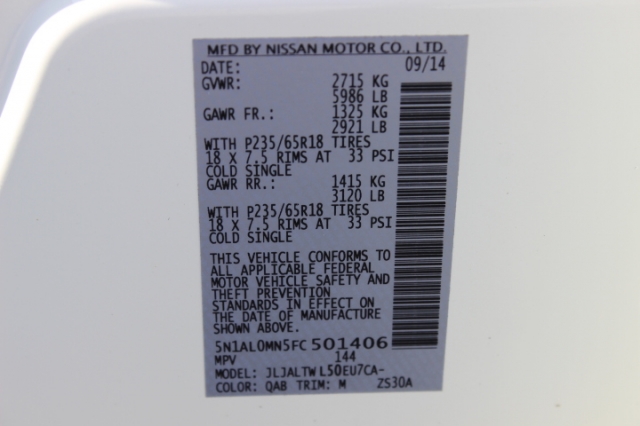 MFD BY NISSAN MOTOR CO., LTD.
DATE: 09/14
GVWR: 2715 KG
5986 LB
GAWR FR.: 1325 KG
2921 LB
WITH P235/65R18 TIRES
18 X 7.5 RIMS AT 33 PSI
COLD SINGLE
GAWR RR.: 1415 KG
3120 LB
WITH P235/65R18 TIRES
18 X 7.5 RIMS AT 33 PSI
COLD SINGLE
THIS VEHICLE CONFORMS TO
ALL APPLICABLE FEDERAL
MOTOR VEHICLE SAFETY AND
THEFT PREVENTION
STANDARDS IN EFFECT ON
THE DATE OF MANUFACTURE
SHOWN ABOVE.
5N1AL0MN5FC501406
MPV 144
MODEL: JLJALTW L50EU7CA-
COLOR: QAB TRIM: M ZS30A